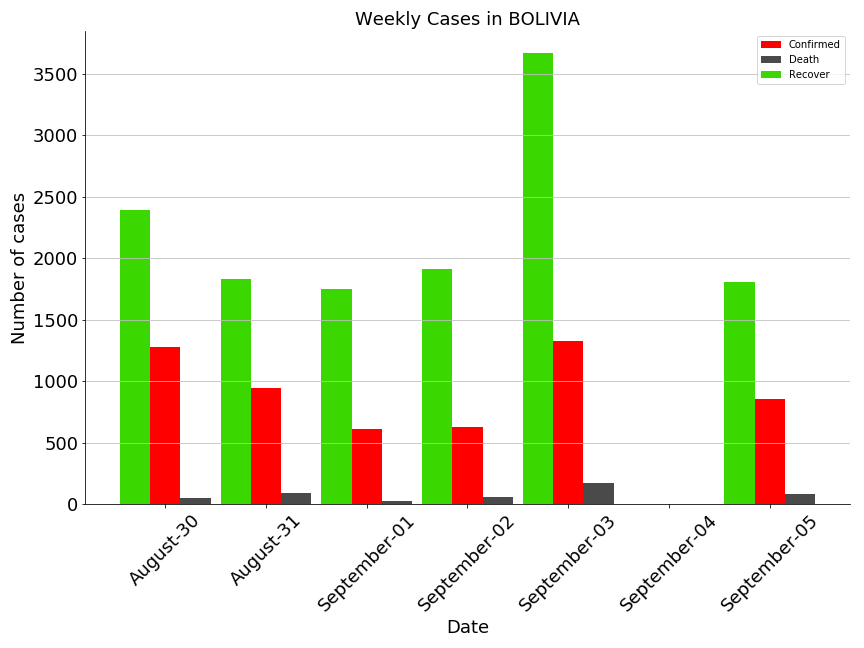 Weekly Cases in BOLIVIA
Confirmed
Death
Recover
Number of cases
3500
3000
2500
2000
1500
1000
500
0
August-30
August-31
September-01
September-02
September-03
September-04
September-05
Date